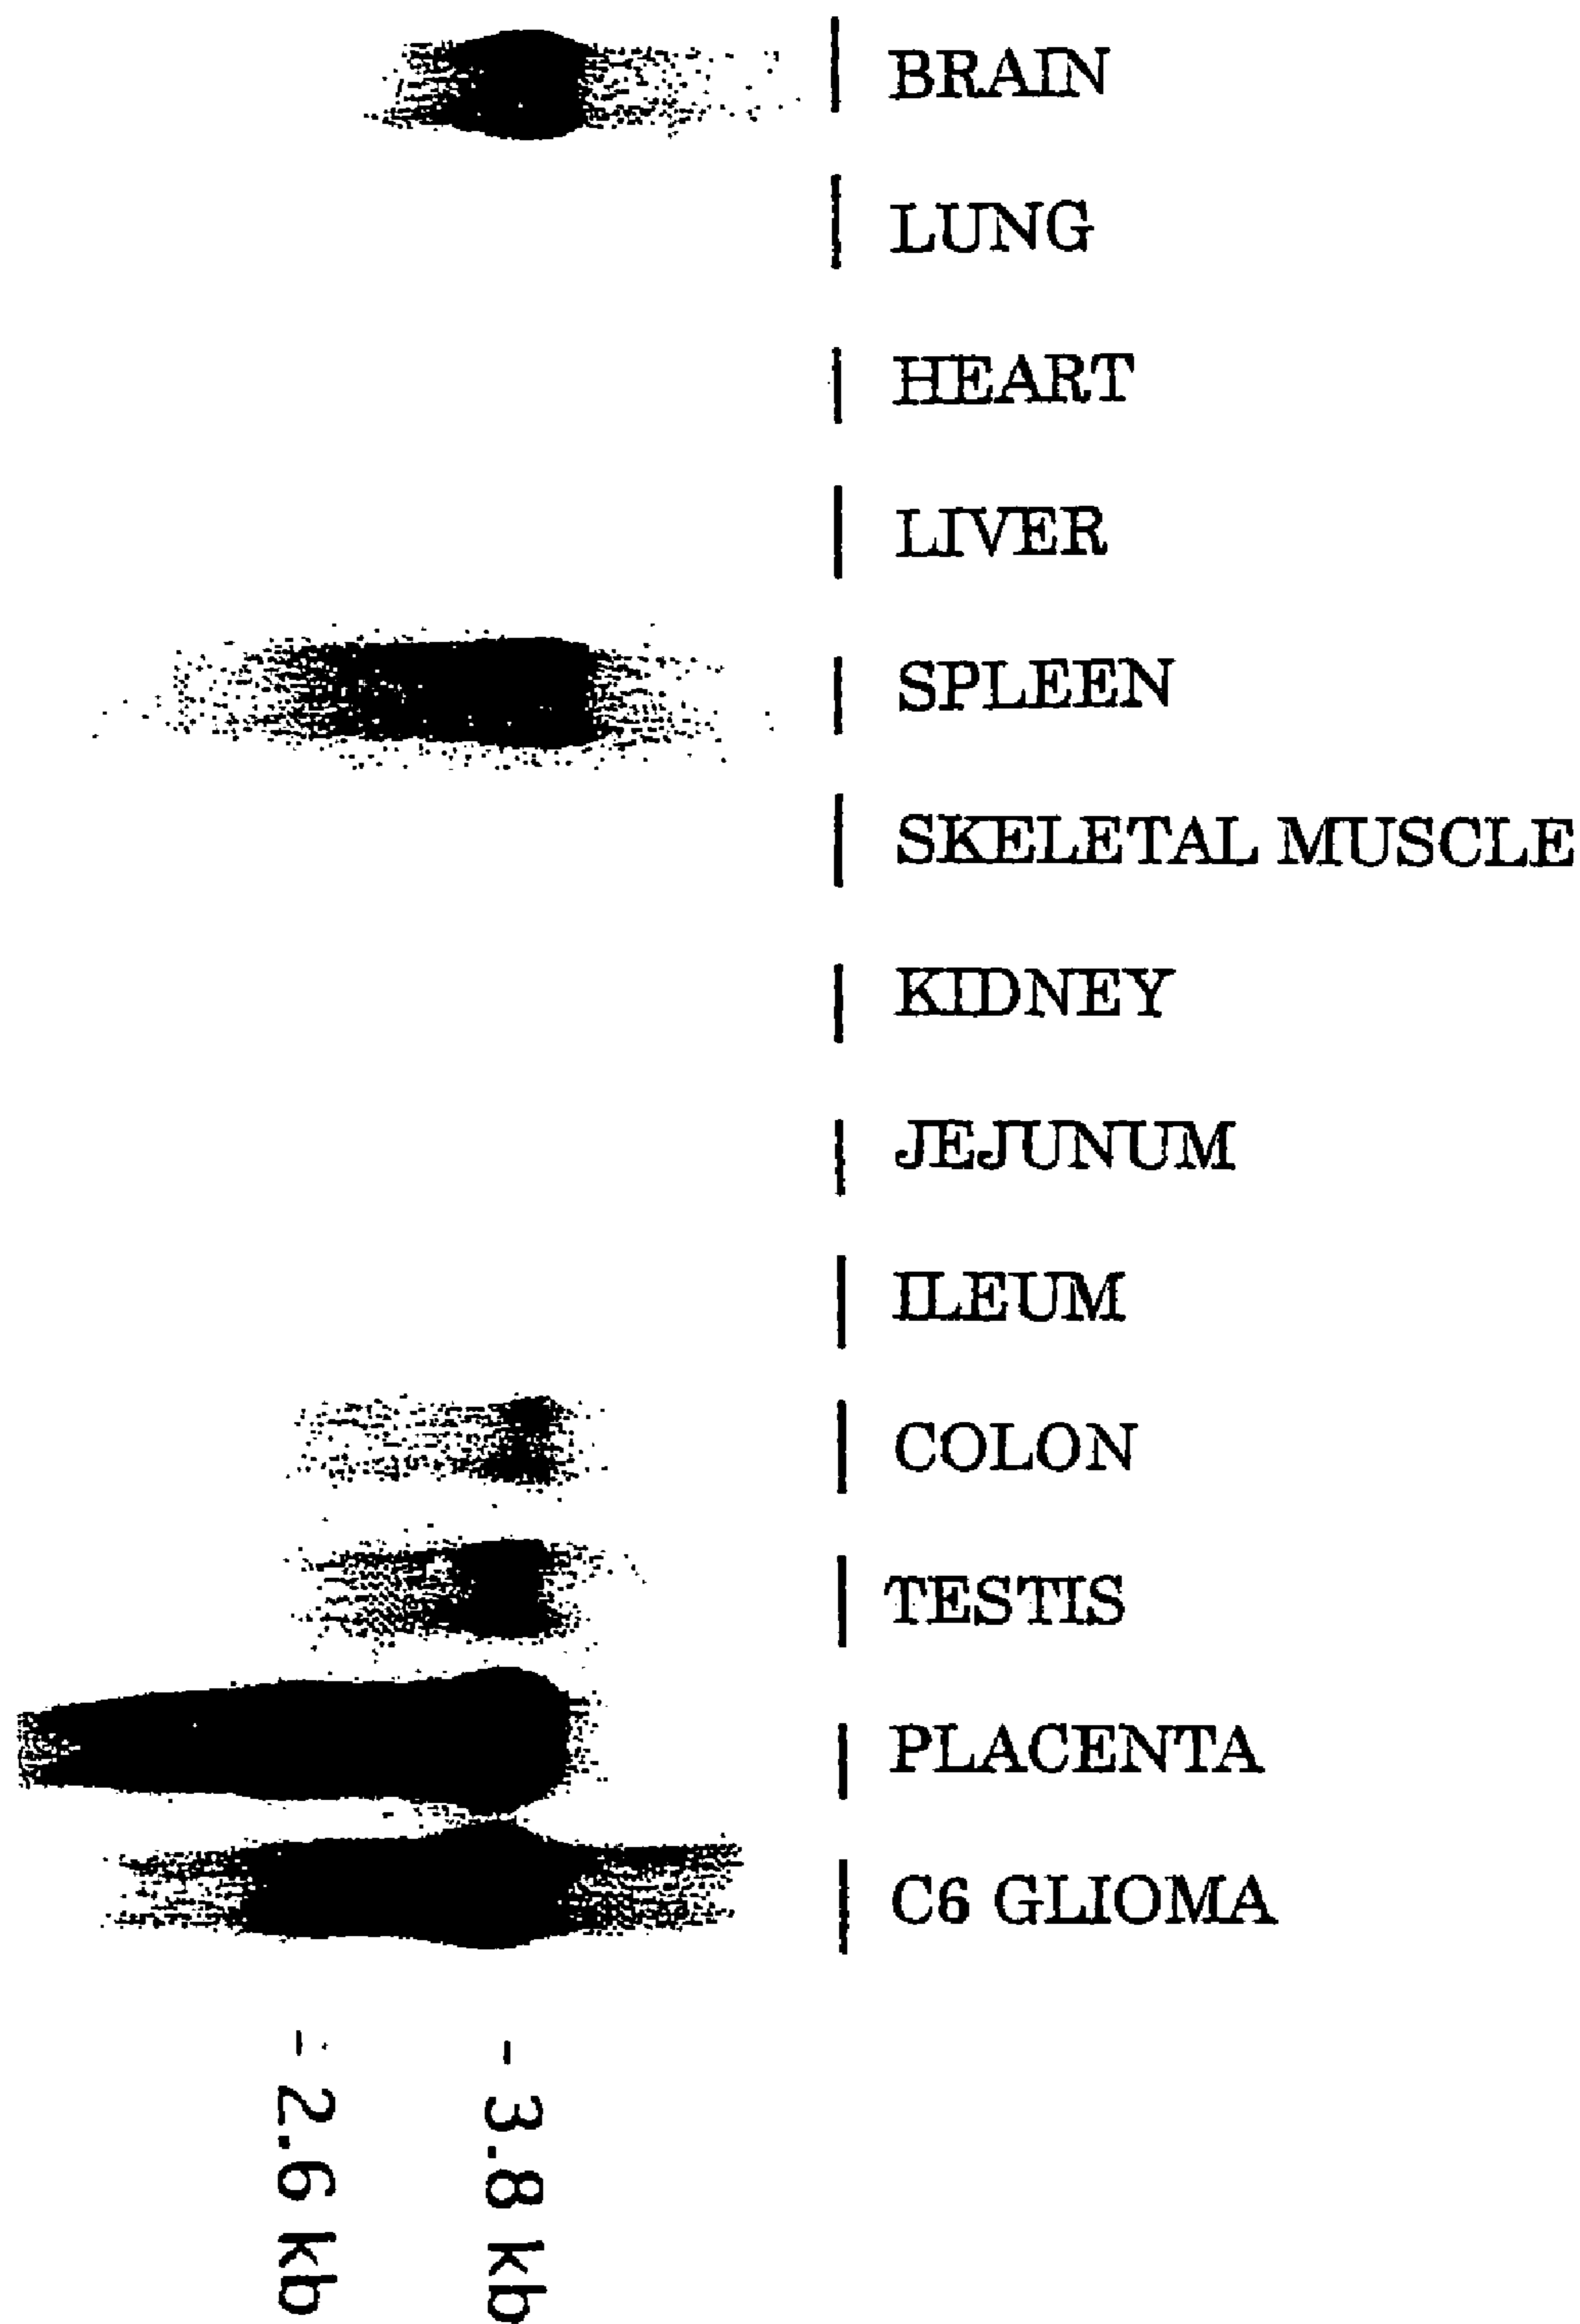 BRAIN
LUNG
HEART
LIVER
SPLEEN
SKELETAL MUSCLE
KIDNEY
JEJUNUM
ILEUM
COLON
TESTIS
PLACENTA
C6 GLIOMA
- 3.8 kb
- 2.6 kb